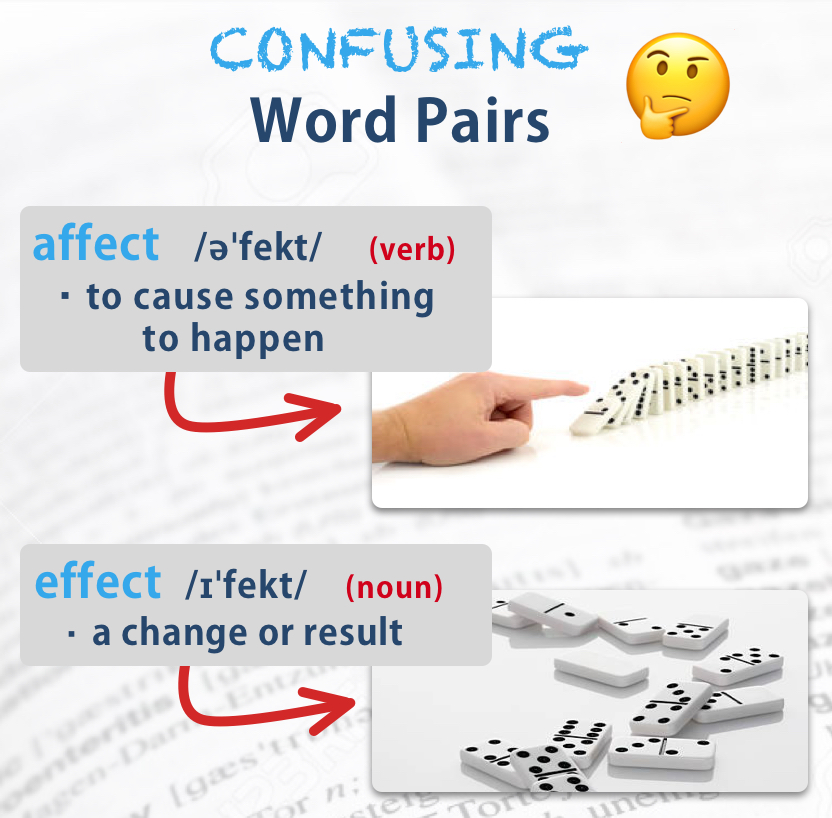 CONFUSING
Word Pairs
affect /ə'fekt/ (verb)
· to cause something
to happen
effect /ɪ'fekt/ (noun)
· a change or result